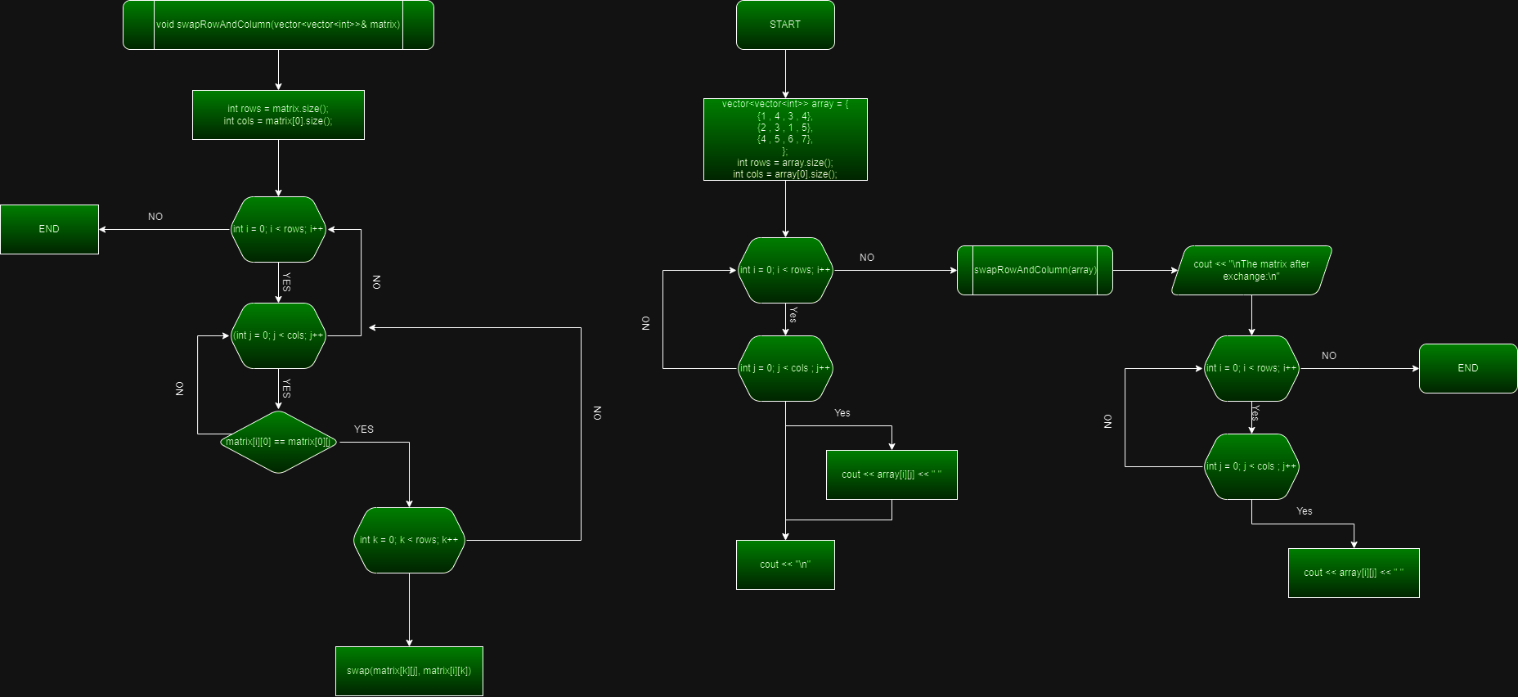 void swapRowAndColumn(vector<vector<int>>& matrix)
int rows = matrix.size();
int cols = matrix[0].size();
int i = 0; i < rows; i++
NO
END
YES
NO
(int j = 0; j < cols; j++
YES
NO
matrix[i][0] == matrix[0][j]
YES
NO
int k = 0; k < rows; k++
swap(matrix[k][j], matrix[i][k])
START
vector<vector<int>> array = {
{1 , 4 , 3 , 4},
{2 , 3 , 1 , 5},
{4 , 5 , 6 , 7},
};
int rows = array.size();
int cols = array[0].size();
int i = 0; i < rows; i++
NO
Yes
NO
int j = 0; j < cols ; j++
Yes
cout << array[i][j] << " "
cout << "\n"
swapRowAndColumn(array)
cout << "\nThe matrix after
exchange:\n"
int i = 0; i < rows; i++
NO
END
Yes
NO
int j = 0; j < cols ; j++
Yes
cout << array[i][j] << " "